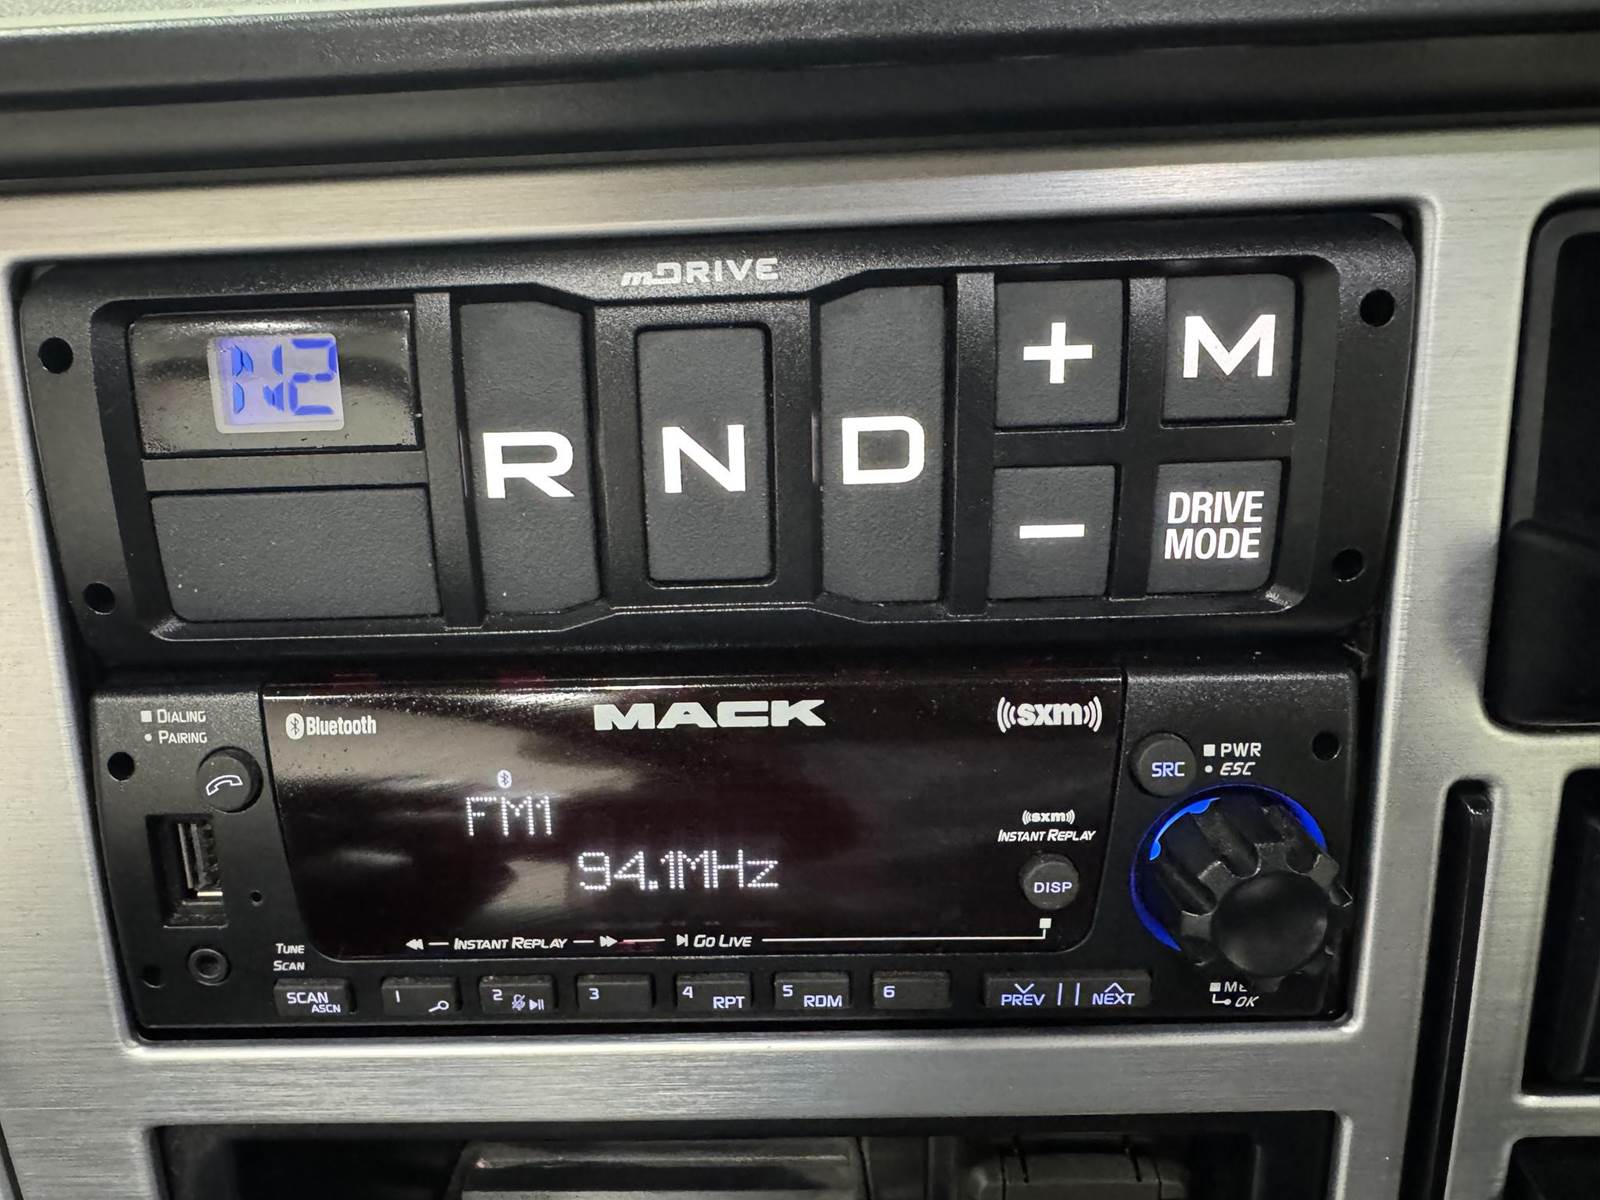 mDRIVE
N2
R
N
D
+
M
−
DRIVE
MODE
DIALING
PAIRING
Bluetooth
MACK
((sxm))
SRC
PWR
ESC
FM1
94.1MHz
((sxm))
INSTANT REPLAY
DISP
INSTANT REPLAY
GO LIVE
TUNE
SCAN
SCAN
ASCN
1
2
3
4 RPT
5 RDM
6
PREV
NEXT
OK